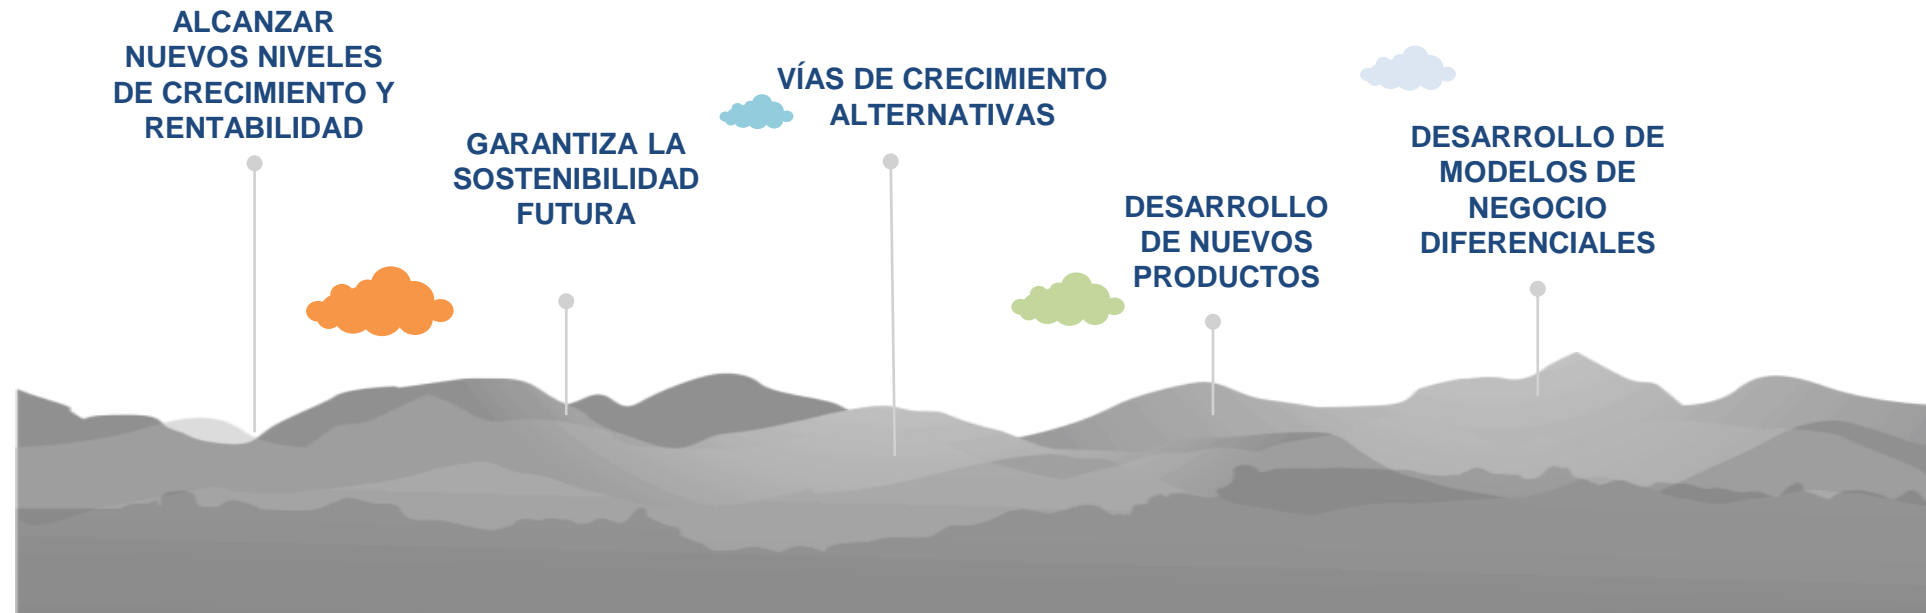 ALCANZAR
NUEVOS NIVELES
DE CRECIMIENTO Y
RENTABILIDAD
GARANTIZA LA
SOSTENIBILIDAD
FUTURA
VÍAS DE CRECIMIENTO
ALTERNATIVAS
DESARROLLO
DE NUEVOS
PRODUCTOS
DESARROLLO DE
MODELOS DE
NEGOCIO
DIFERENCIALES